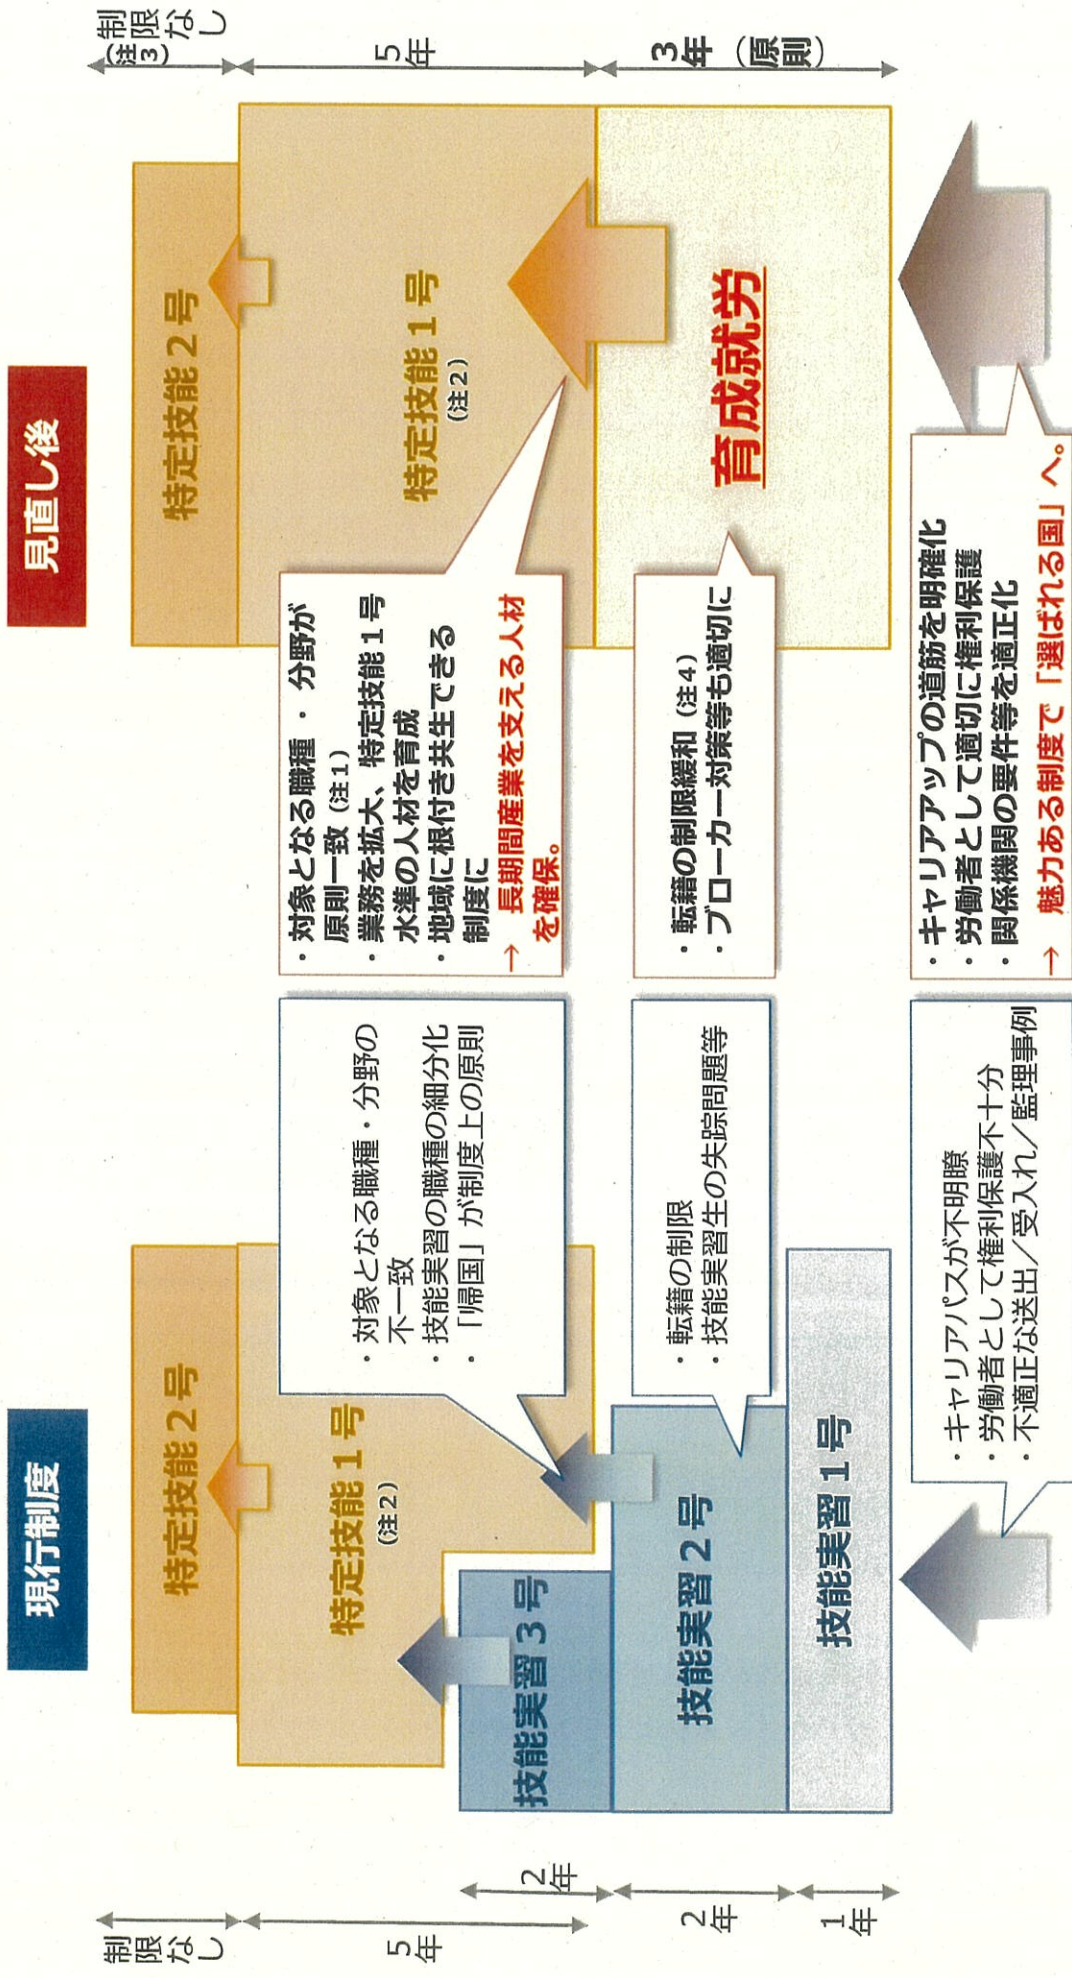 現行制度
見直し後
制限なし
5年
2年
2年
1年
特定技能2号
特定技能1号
(注2)
技能実習3号
技能実習2号
技能実習1号
・対象となる職種・分野の
不一致
・技能実習の職種の細分化
・「帰国」が制度上の原則
・転籍の制限
・技能実習生の失踪問題等
・キャリアパスが不明瞭
・労働者として権利保護不十分
・不適正な送出/受入れ/監理事例
・対象となる職種・分野が
原則一致(注1)
・業務を拡大、特定技能1号
水準の人材を育成
・地域に根付き共生できる
制度に
→ 長期間産業を支える人材
を確保。
・転籍の制限緩和(注4)
・ブローカー対策等も適切に
・キャリアアップの道筋を明確化
・労働者として適切に権利保護
・関係機関の要件等を適正化
→ 魅力ある制度で「選ばれる国」へ。
特定技能2号
特定技能1号
(注2)
育成就労
制限なし
(注3)
5年
3年(原則)